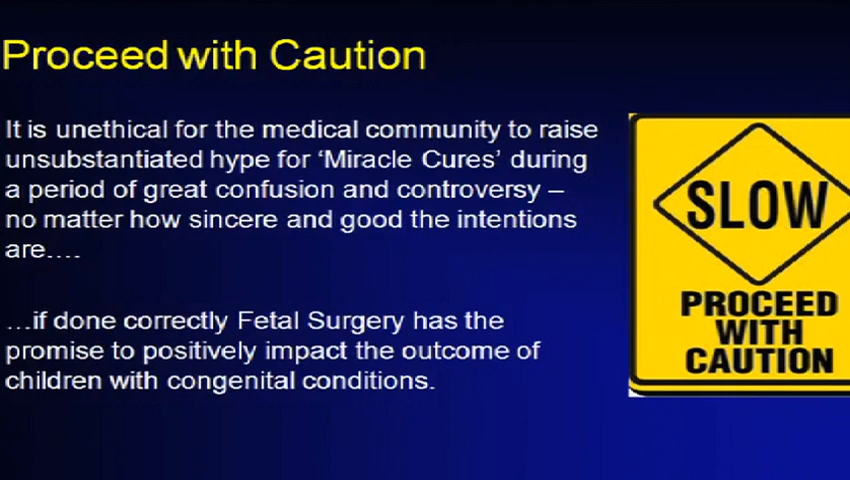 Proceed with Caution
It is unethical for the medical community to raise
unsubstantiated hype for ‘Miracle Cures’ during
a period of great confusion and controversy –
no matter how sincere and good the intentions
are….
…if done correctly Fetal Surgery has the
promise to positively impact the outcome of
children with congenital conditions.
SLOW
PROCEED
WITH
CAUTION